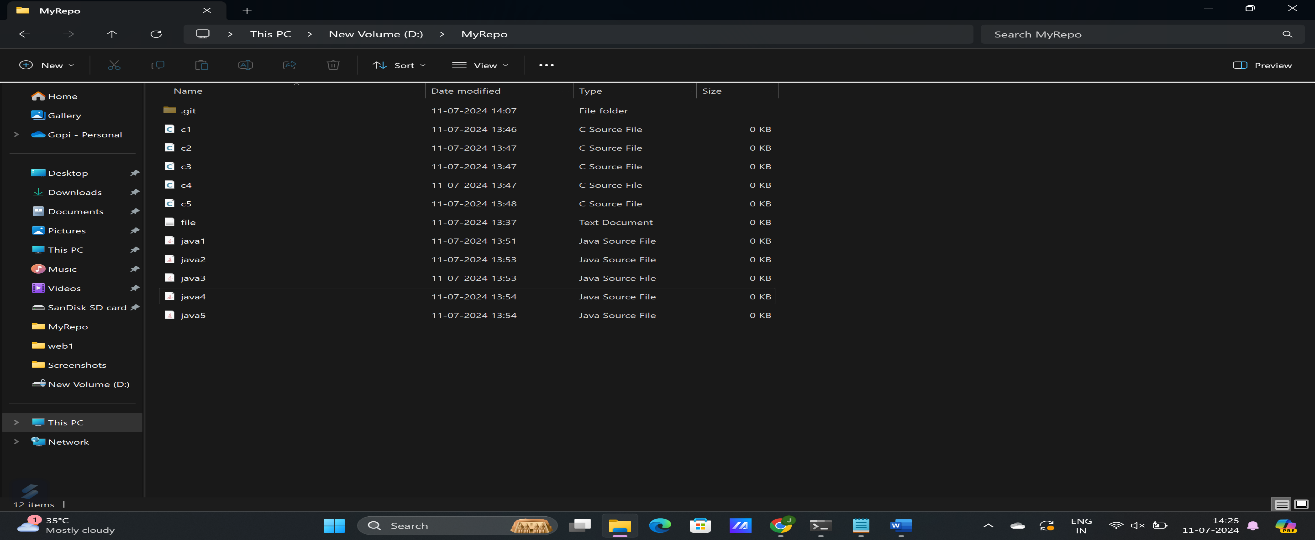 MyRepo
This PC > New Volume (D:) > MyRepo
Search MyRepo
New
Sort
View
Preview
Name Date modified Type Size
.git 11-07-2024 14:07 File folder
c1 11-07-2024 13:46 C Source File 0 KB
c2 11-07-2024 13:47 C Source File 0 KB
c3 11-07-2024 13:47 C Source File 0 KB
c4 11-07-2024 13:47 C Source File 0 KB
c5 11-07-2024 13:48 C Source File 0 KB
file 11-07-2024 13:37 Text Document 0 KB
java1 11-07-2024 13:51 Java Source File 0 KB
java2 11-07-2024 13:53 Java Source File 0 KB
java3 11-07-2024 13:53 Java Source File 0 KB
java4 11-07-2024 13:54 Java Source File 0 KB
java5 11-07-2024 13:54 Java Source File 0 KB
Home
Gallery
Gopi - Personal
Desktop
Downloads
Documents
Pictures
This PC
Music
Videos
SanDisk SD card
MyRepo
web1
Screenshots
New Volume (D:)
This PC
Network
12 items
1
35°C
Mostly cloudy
Search
J
ENG
IN
14:25
11-07-2024